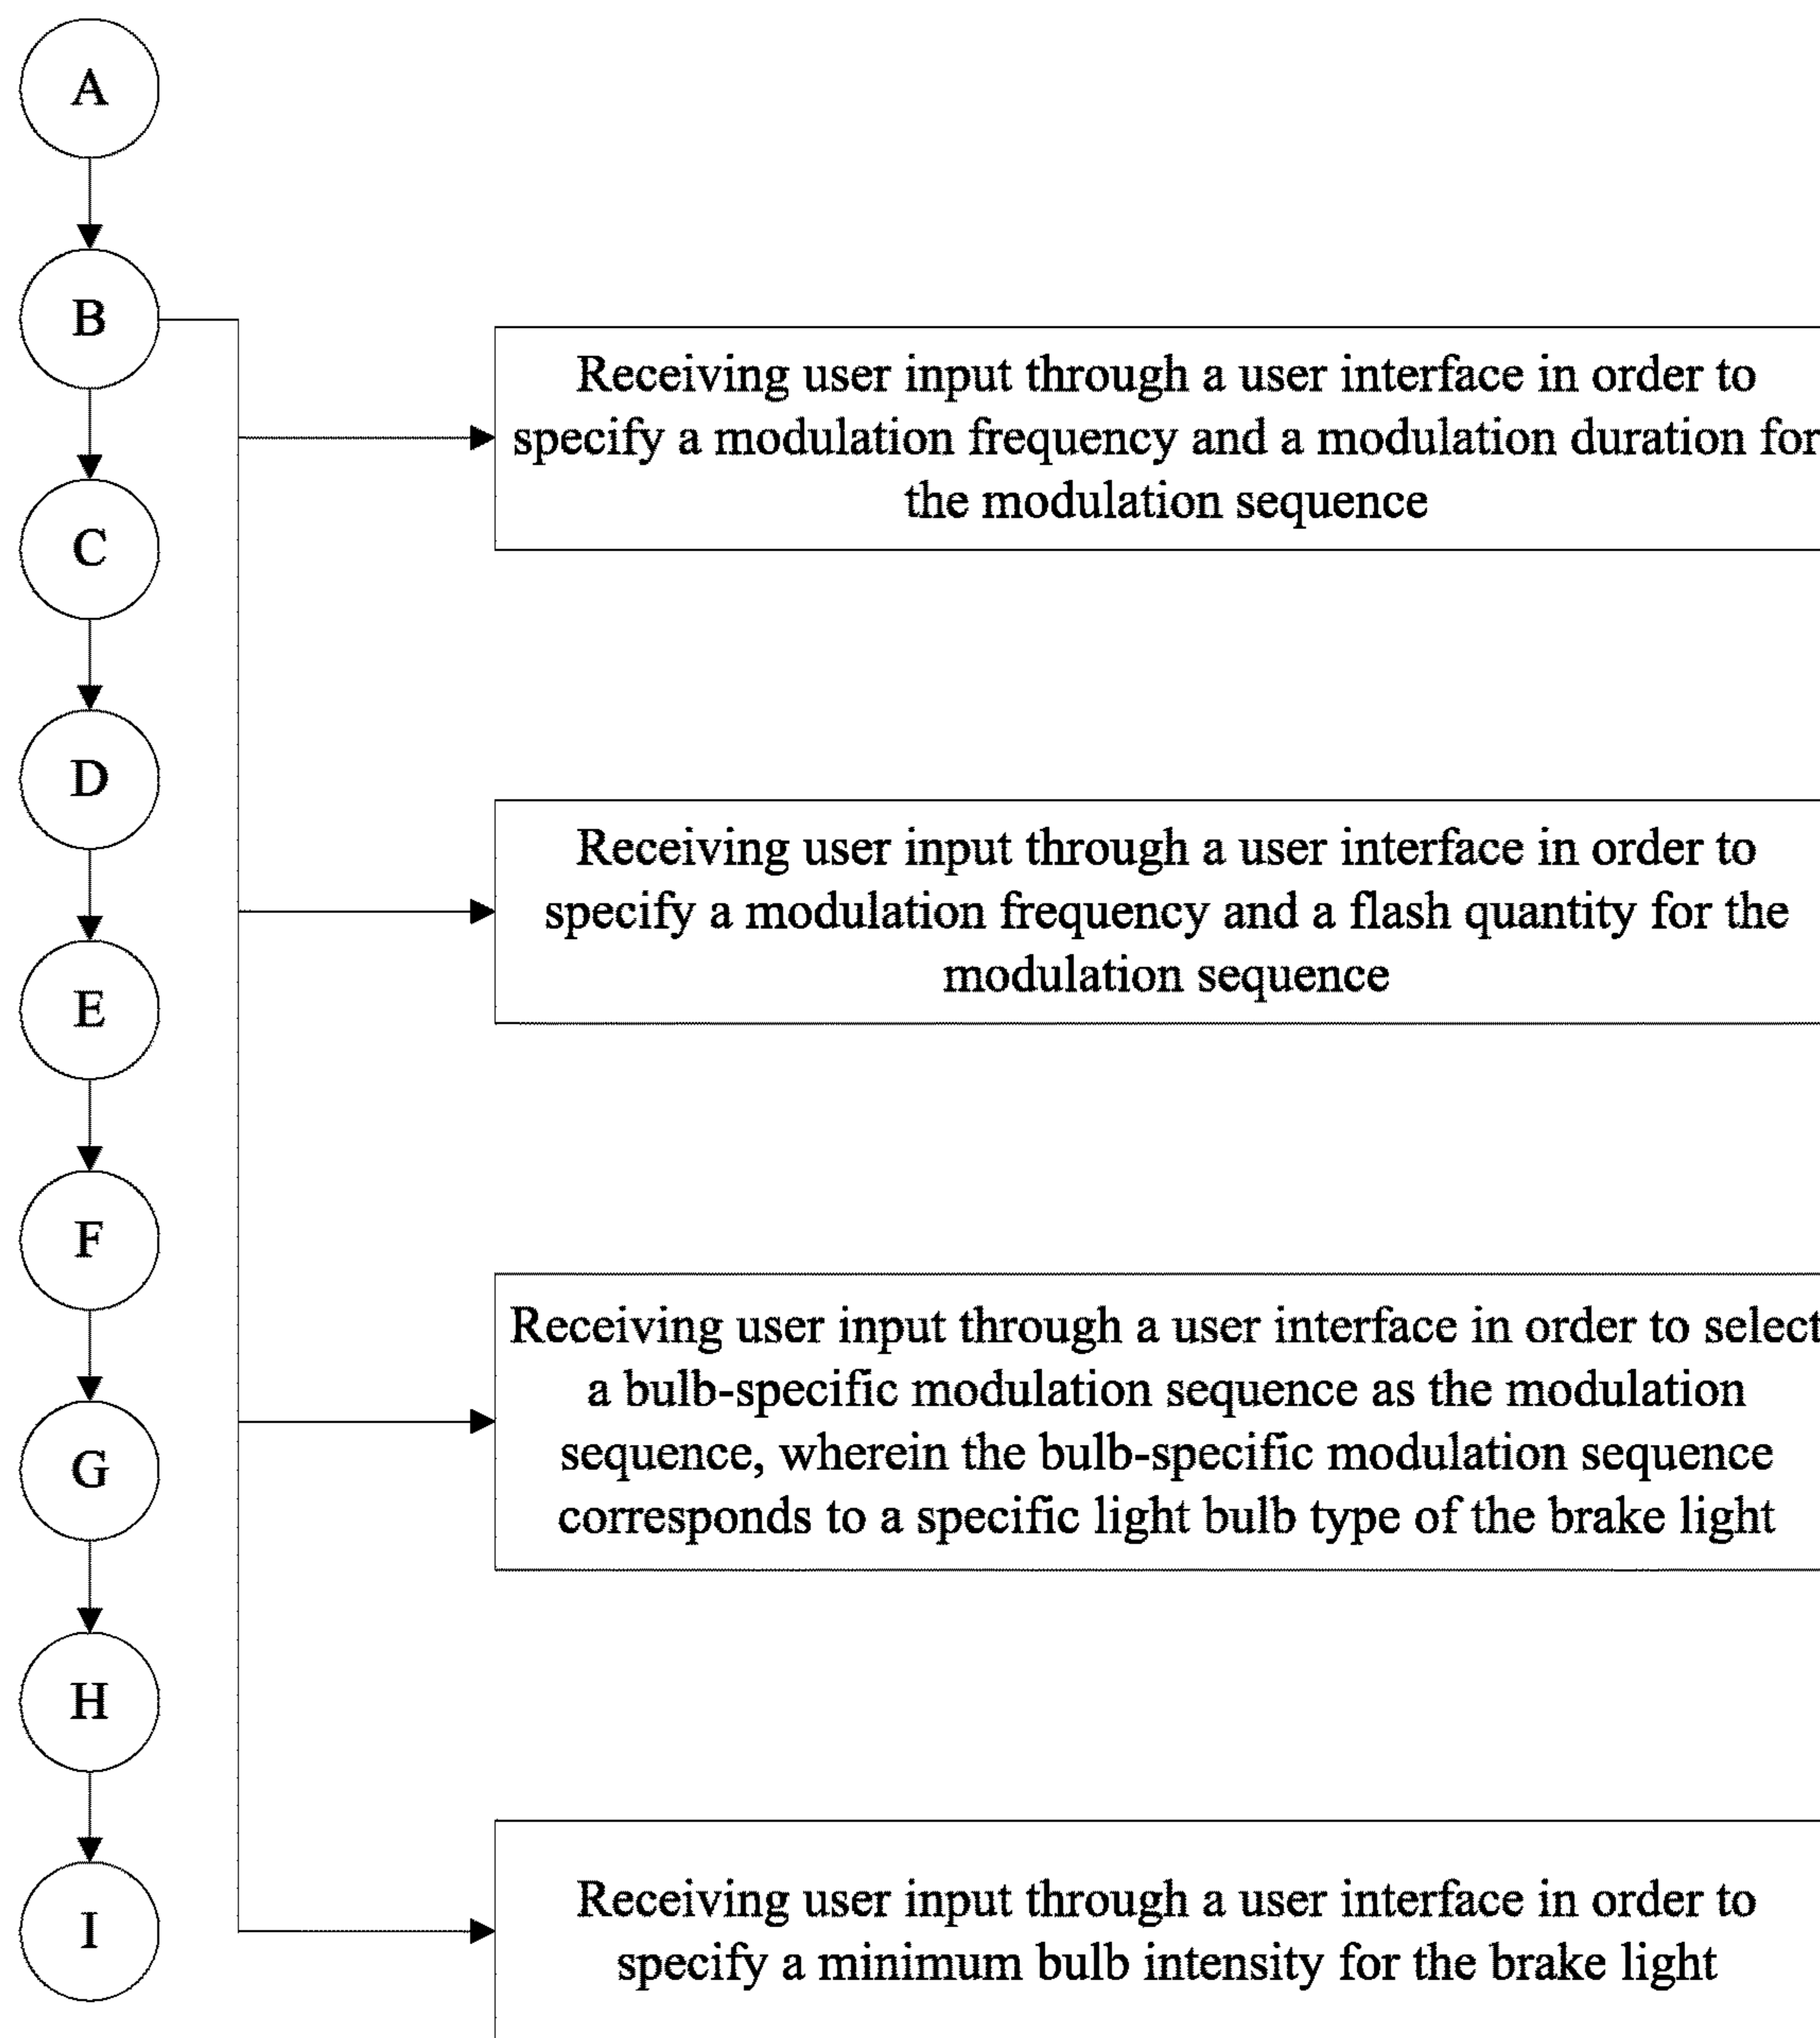 A
B
Receiving user input through a user interface in order to
specify a modulation frequency and a modulation duration for
the modulation sequence
C
D
Receiving user input through a user interface in order to
specify a modulation frequency and a flash quantity for the
modulation sequence
E
F
Receiving user input through a user interface in order to select
a bulb-specific modulation sequence as the modulation
sequence, wherein the bulb-specific modulation sequence
corresponds to a specific light bulb type of the brake light
G
H
Receiving user input through a user interface in order to
specify a minimum bulb intensity for the brake light
I